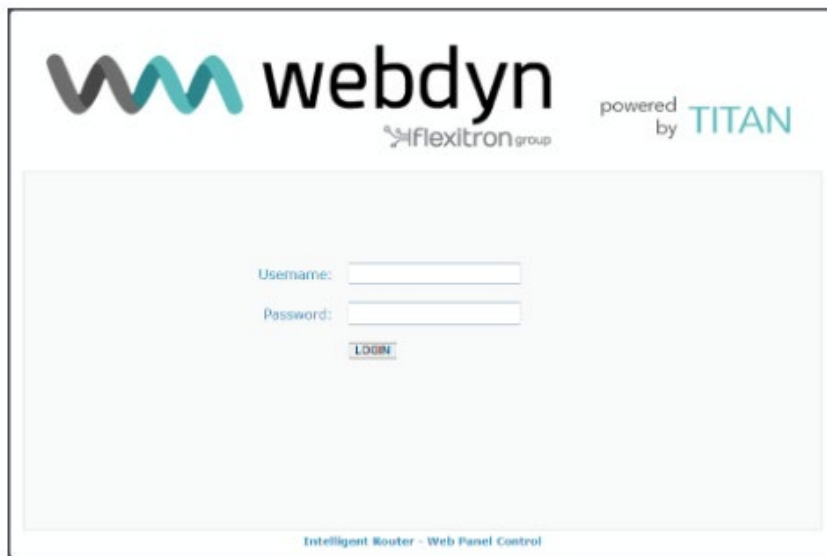 webdyn
flexitron group
powered
by TITAN
Username:
Password:
LOGIN
Intelligent Router - Web Panel Control